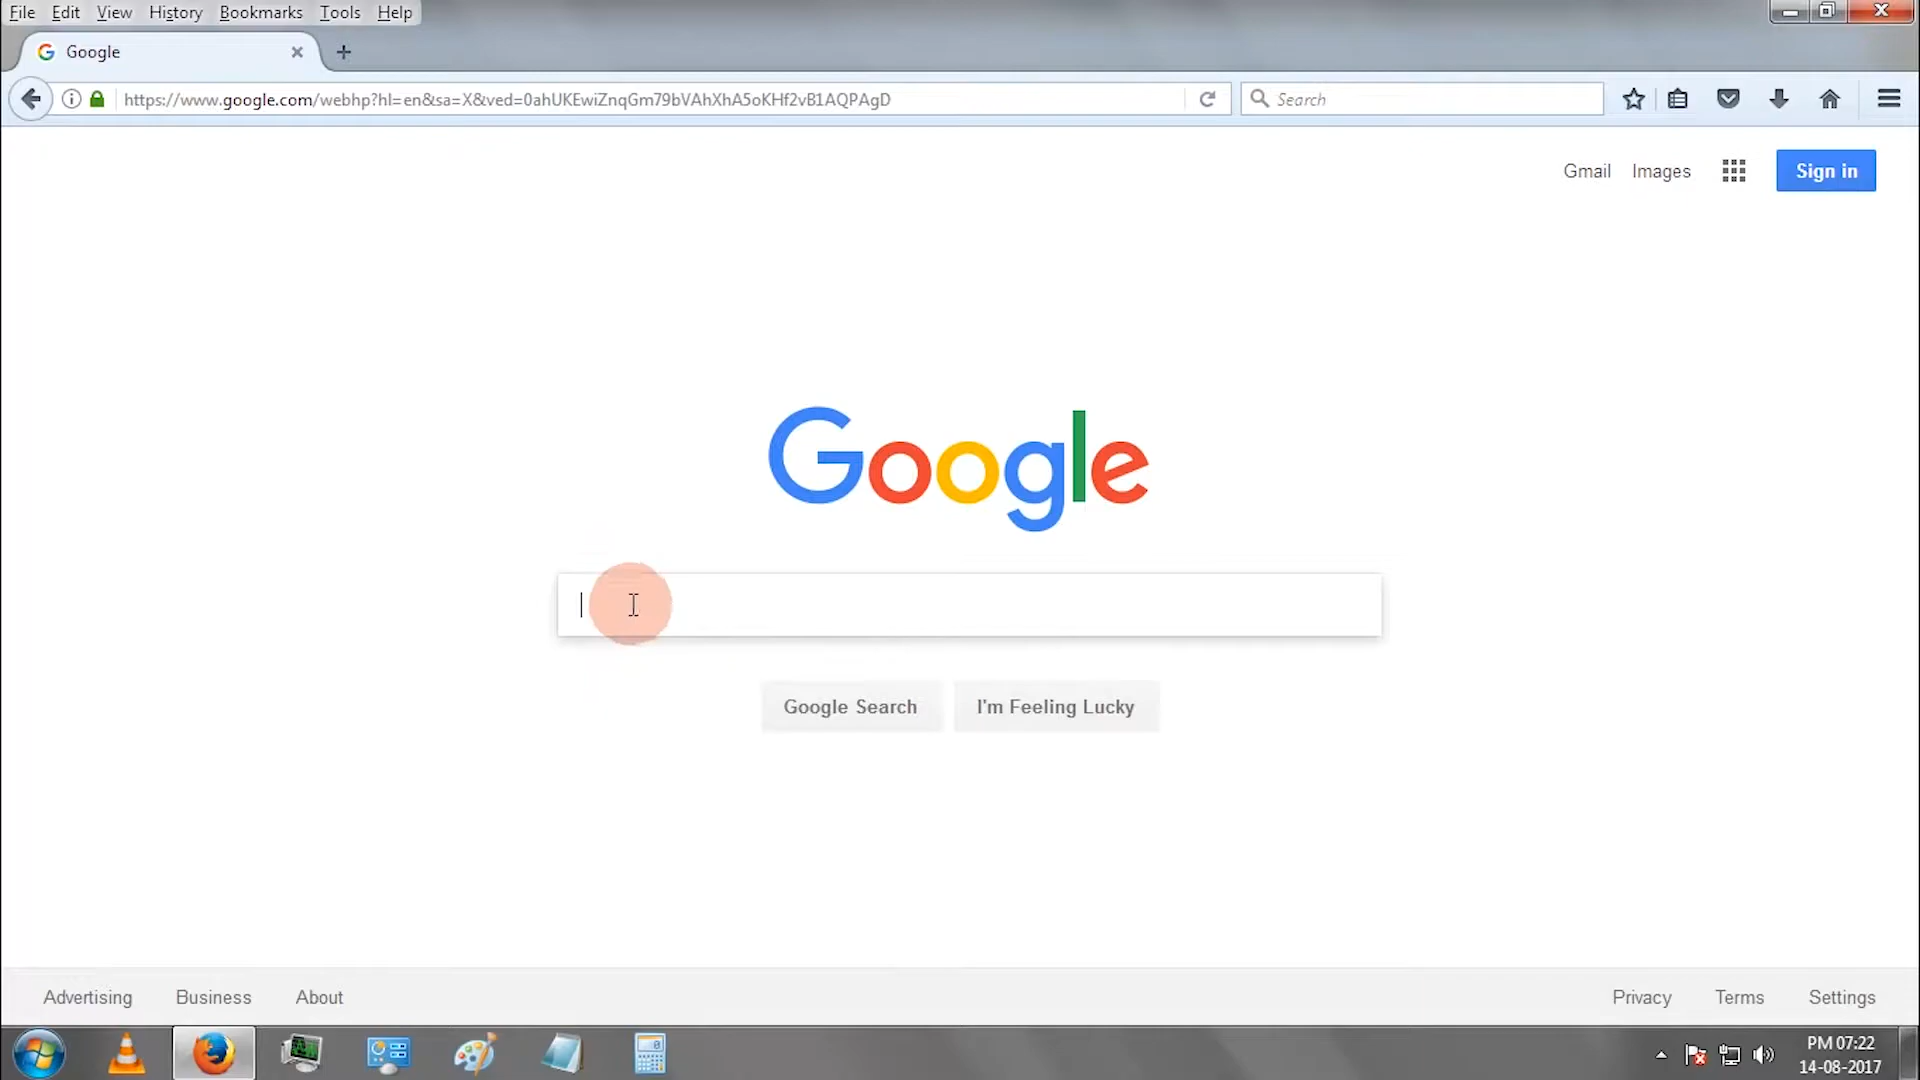 File Edit View History Bookmarks Tools Help
Google
https://www.google.com/webhp?hl=en&sa=X&ved=0ahUKEwiZnqGm79bVAhXhA5oKHf2vB1AQPAgD
Search
Gmail Images Sign in
Google
Google Search I'm Feeling Lucky
Advertising Business About Privacy Terms Settings
PM 07:22
14-08-2017